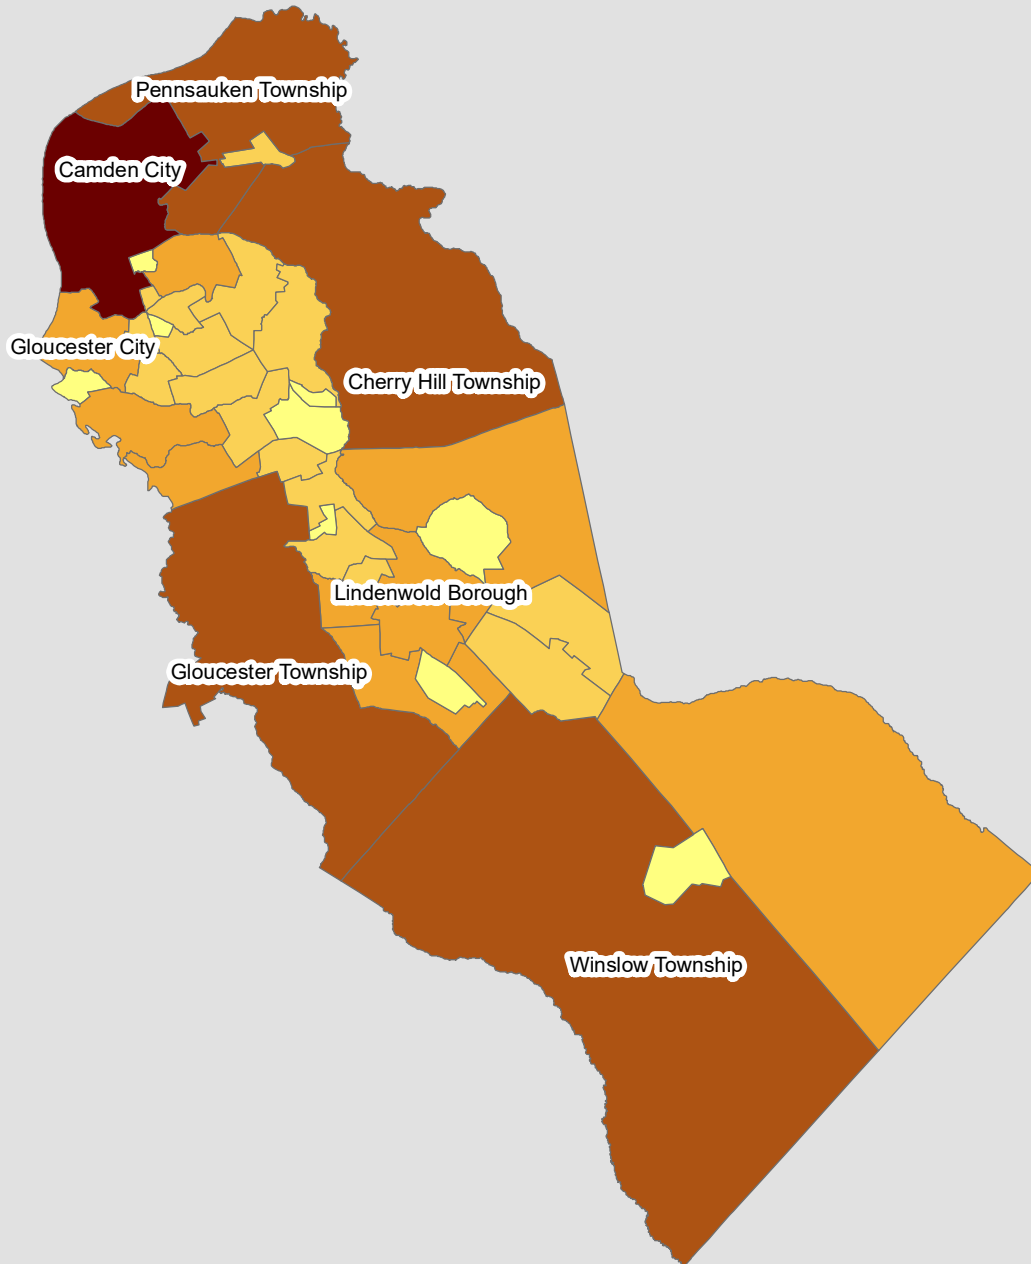 Pennsauken Township
Camden City
Gloucester City
Cherry Hill Township
Lindenwold Borough
Gloucester Township
Winslow Township